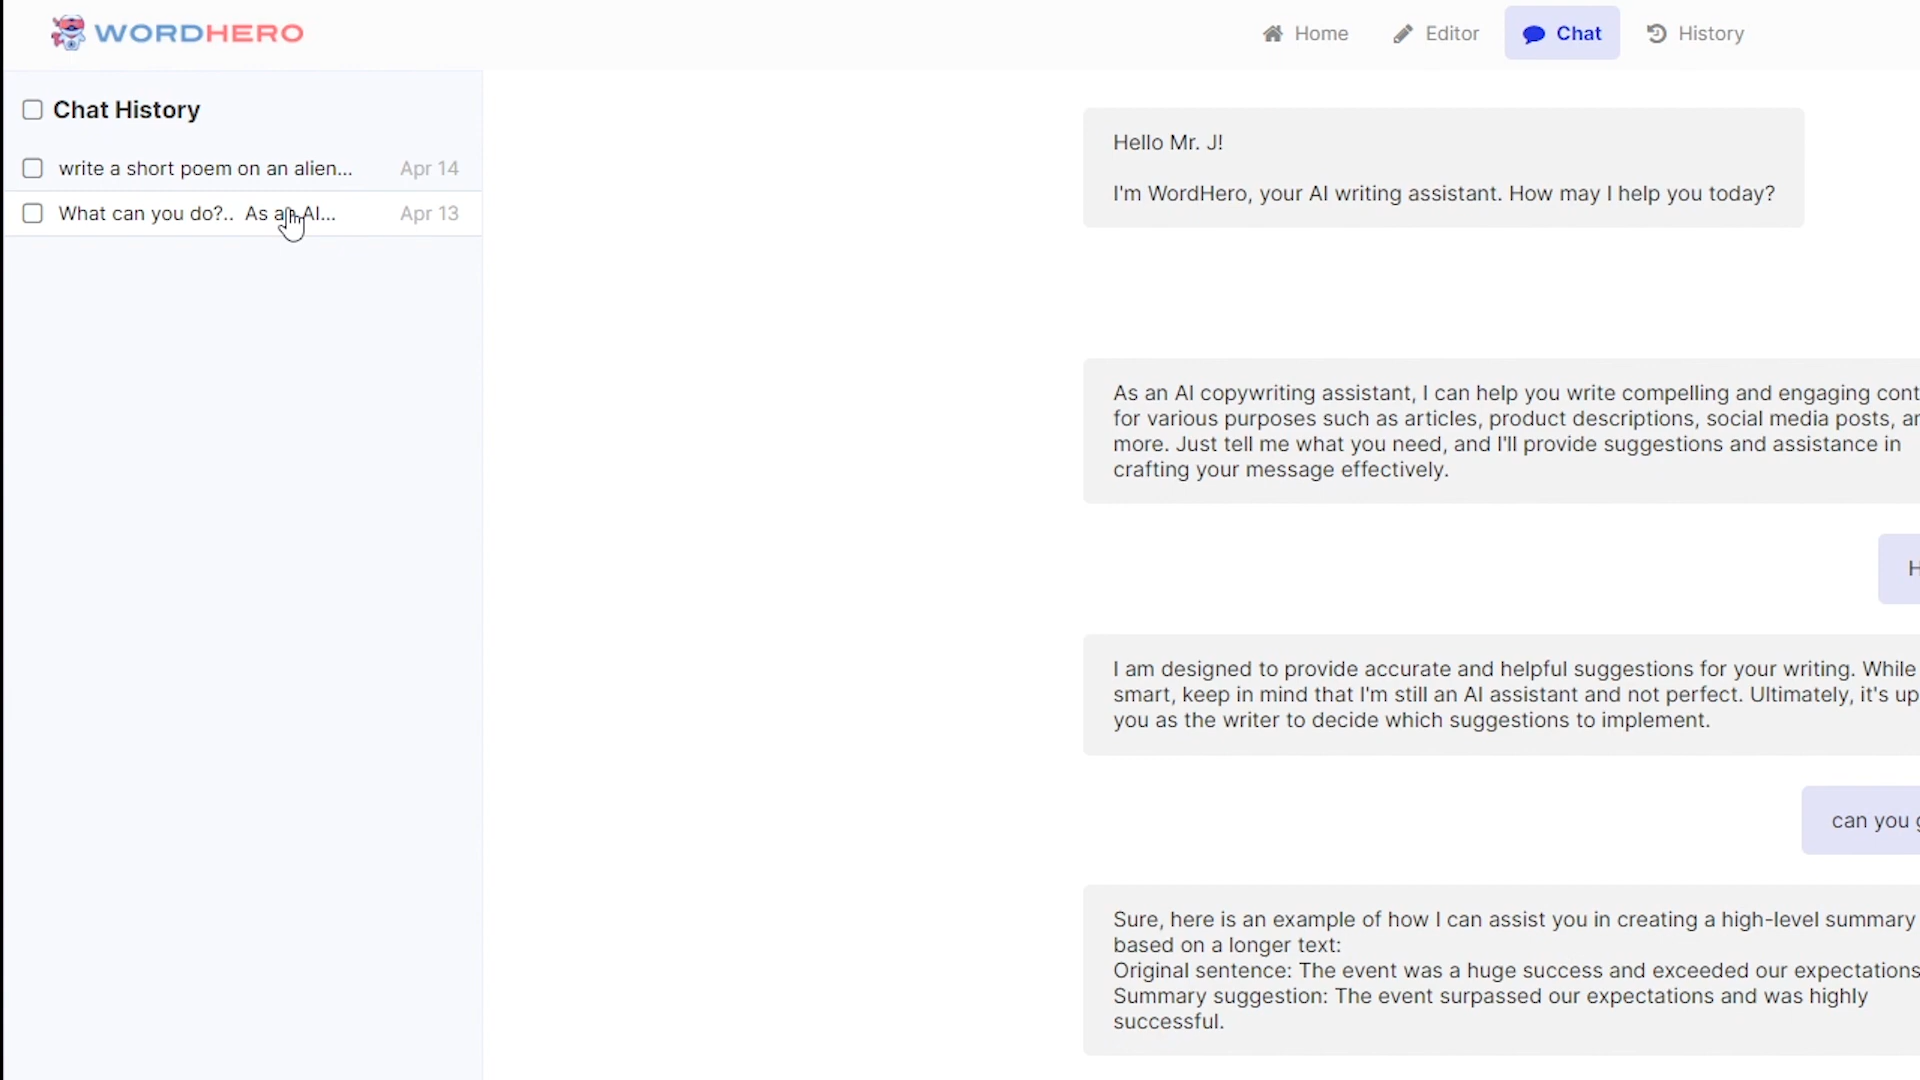 WORDHERO
Home
Editor
Chat
History
Chat History
write a short poem on an alien... Apr 14
What can you do?.. As an AI... Apr 13
Hello Mr. J!
I'm WordHero, your AI writing assistant. How may I help you today?
As an AI copywriting assistant, I can help you write compelling and engaging
for various purposes such as articles, product descriptions, social media posts,
more. Just tell me what you need, and I'll provide suggestions and assistance in
crafting your message effectively.
I am designed to provide accurate and helpful suggestions for your writing. While
smart, keep in mind that I'm still an AI assistant and not perfect. Ultimately, it's up
you as the writer to decide which suggestions to implement.
can you
Sure, here is an example of how I can assist you in creating a high-level summary
based on a longer text:
Original sentence: The event was a huge success and exceeded our expectations
Summary suggestion: The event surpassed our expectations and was highly
successful.